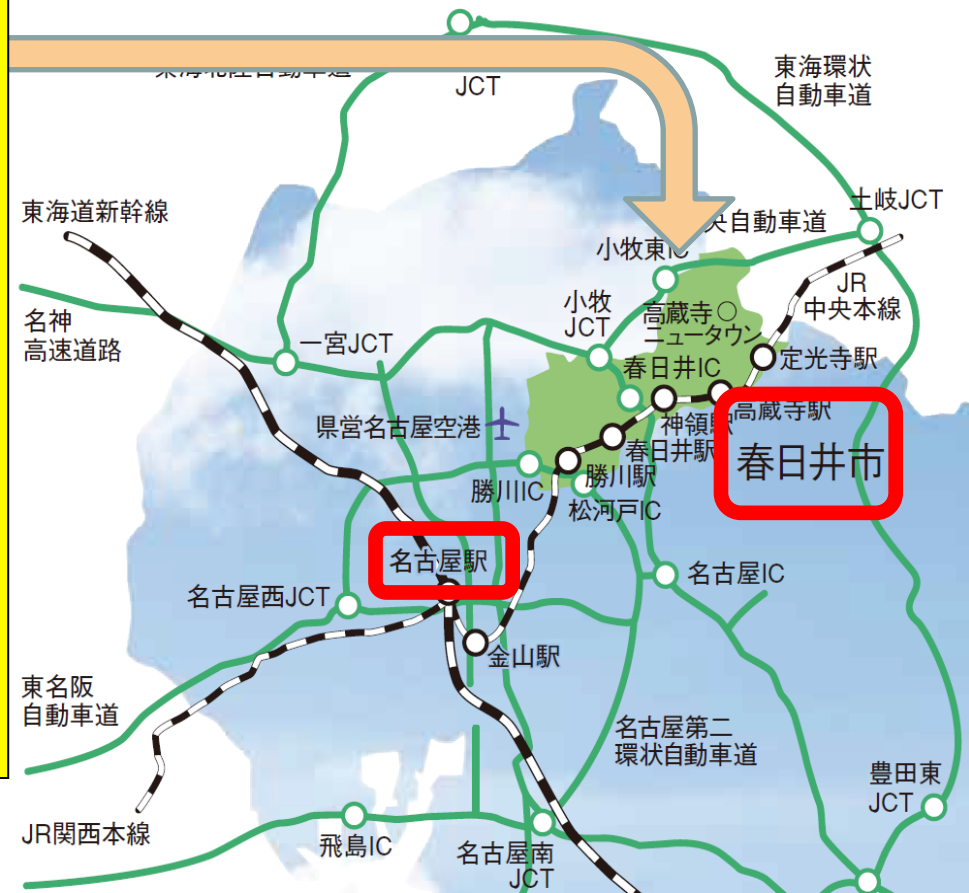 JCT
東海環状
自動車道
東海道新幹線
土岐JCT
央自動車道
小牧東IC
JR
中央本線
名神
高速道路
小牧
JCT
高蔵寺
ニュータウン
一宮JCT
定光寺駅
春日井IC
県営名古屋空港
高蔵寺駅
神領駅
春日井駅
春日井市
勝川駅
勝川IC
松河戸IC
名古屋駅
名古屋IC
名古屋西JCT
金山駅
東名阪
自動車道
名古屋第二
環状自動車道
豊田東
JCT
JR関西本線
飛島IC
名古屋南
JCT